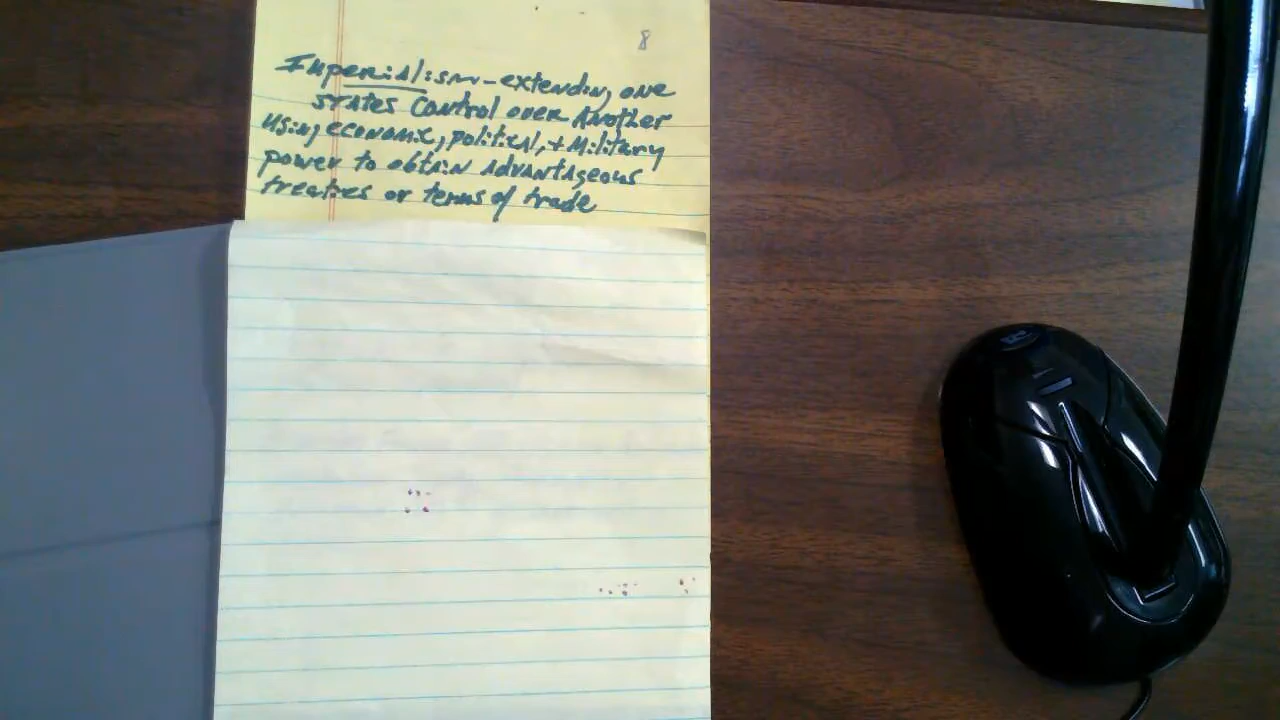 8
Imperialism - extending one
states Control over Another
using economic, political, + Military
power to obtain Advantageous
treaties or terms of trade